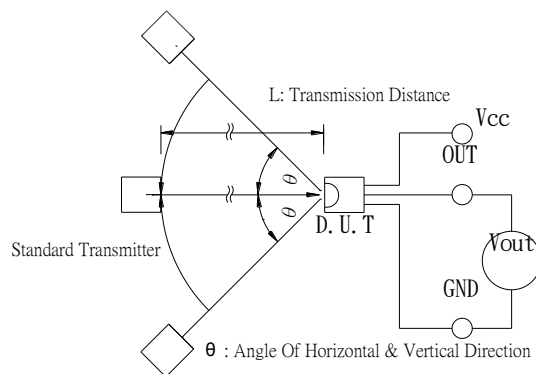 L: Transmission Distance
Vcc
OUT
θ
θ
D.U.T
Standard Transmitter
Vout
GND
θ : Angle Of Horizontal & Vertical Direction